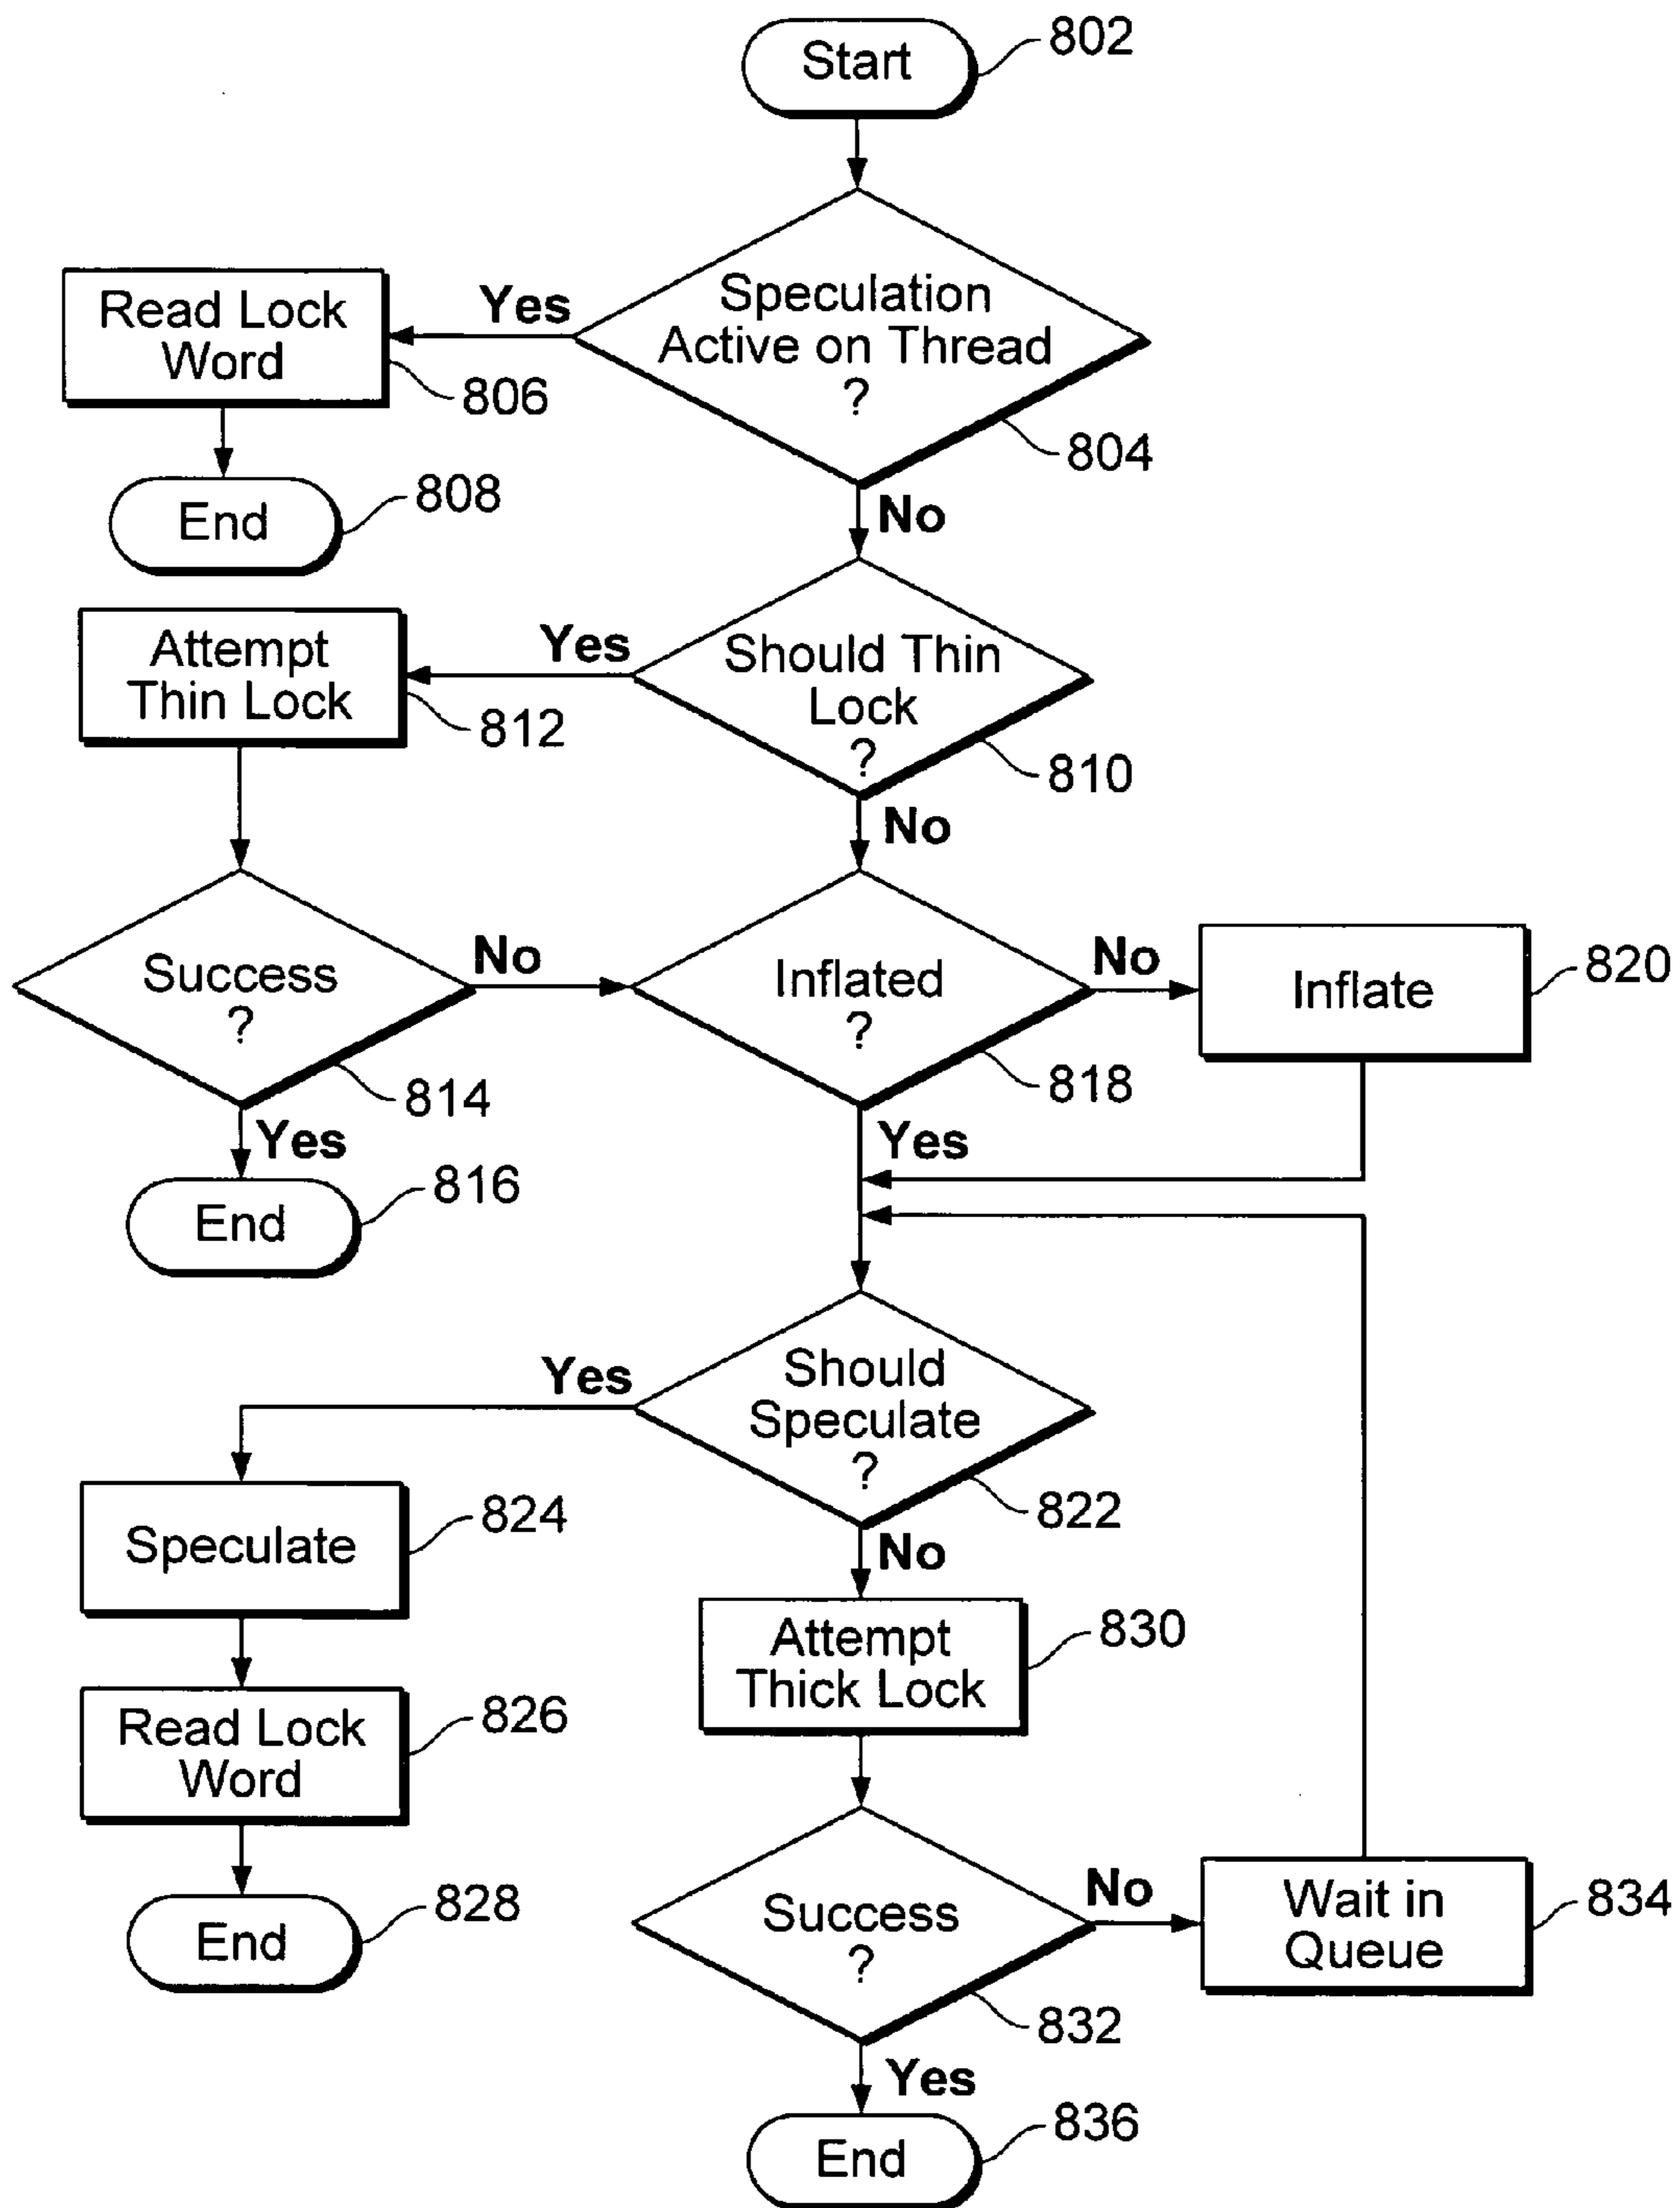 Start
802
Speculation
Active on Thread
?
804
Yes
Read Lock
Word
806
End
808
No
Should Thin
Lock
?
810
Yes
Attempt
Thin Lock
812
No
Success
?
814
No
Inflated
?
818
No
Inflate
820
Yes
End
816
Yes
Should
Speculate
?
822
Yes
Speculate
824
Read Lock
Word
826
End
828
No
Attempt
Thick Lock
830
Success
?
832
No
Wait in
Queue
834
Yes
End
836